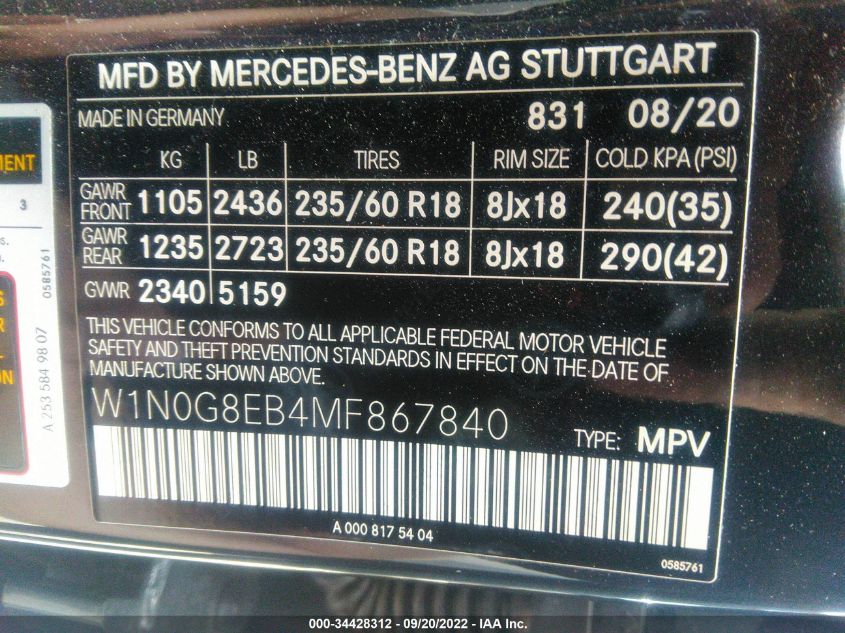 MFD BY MERCEDES-BENZ AG STUTTGART
MADE IN GERMANY 831 08/20
KG LB TIRES RIM SIZE COLD KPA (PSI)
GAWR FRONT 1105 2436 235/60 R18 8Jx18 240(35)
GAWR REAR 1235 2723 235/60 R18 8Jx18 290(42)
GVWR 2340 5159
THIS VEHICLE CONFORMS TO ALL APPLICABLE FEDERAL MOTOR VEHICLE
SAFETY AND THEFT PREVENTION STANDARDS IN EFFECT ON THE DATE OF
MANUFACTURE SHOWN ABOVE.
W1N0G8EB4MF867840 TYPE: MPV
A 000 817 54 04
0585761
3
0585761
A 253 584 98 07
000-34428312 - 09/20/2022 - IAA Inc.